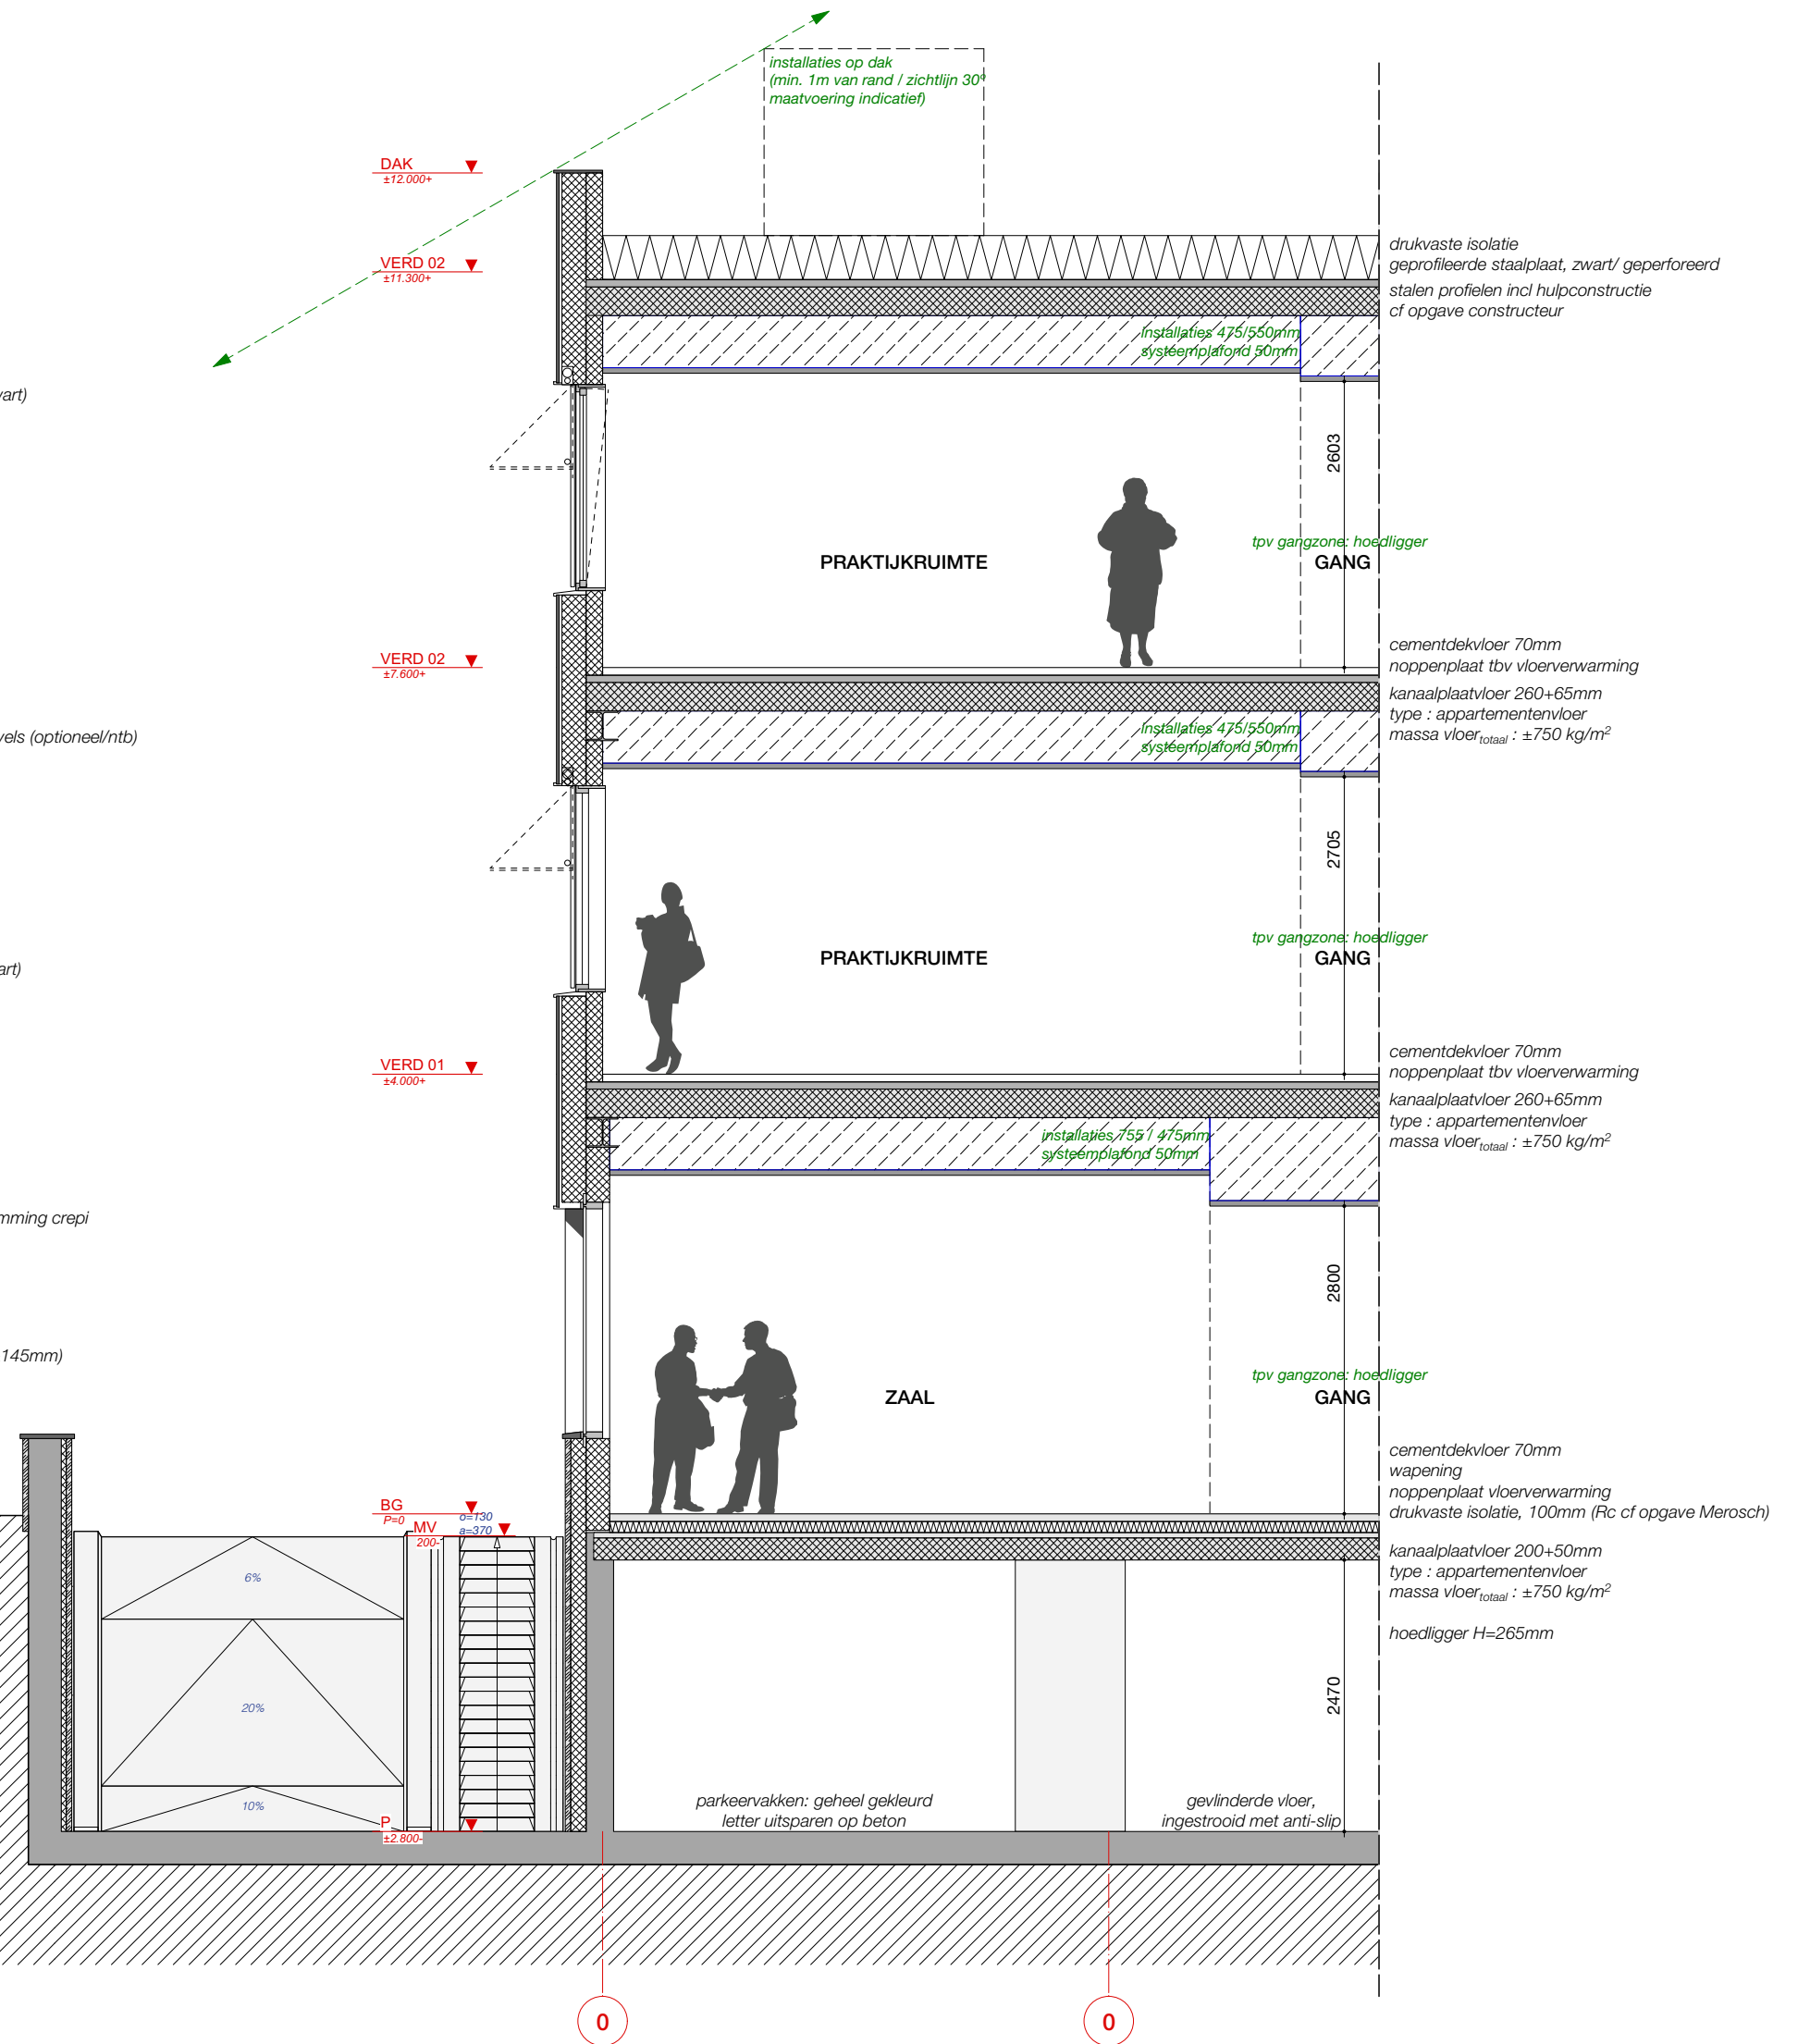 installaties op dak
(min. 1m van rand / zichtlijn 30º
maatvoering indicatief)
DAK
±12.000+
VERD 02
±11.300+
drukvaste isolatie
geprofileerde staalplaat, zwart/ geperforeerd
stalen profielen incl hulpconstructie
cf opgave constructeur
installaties 475/550mm
systeemplafond 50mm
art)
2603
tpv gangzone: hoedligger
PRAKTIJKRUIMTE
GANG
VERD 02
±7.600+
cementdekvloer 70mm
noppenplaat tbv vloerverwarming
kanaalplaatvloer 260+65mm
type : appartementenvloer
massa vloertotaal : ±750 kg/m²
vels (optioneel/ntb)
installaties 475/550mm
systeemplafond 50mm
2705
tpv gangzone: hoedligger
PRAKTIJKRUIMTE
GANG
art)
VERD 01
±4.000+
cementdekvloer 70mm
noppenplaat tbv vloerverwarming
kanaalplaatvloer 260+65mm
type : appartementenvloer
massa vloertotaal : ±750 kg/m²
installaties 755 / 475mm
systeemplafond 50mm
mming crepi
2800
145mm)
tpv gangzone: hoedligger
ZAAL
GANG
cementdekvloer 70mm
wapening
noppenplaat vloerverwarming
drukvaste isolatie, 100mm (Rc cf opgave Merosch)
BG
P=0
MV
200-
o=130
a=370
kanaalplaatvloer 200+50mm
type : appartementenvloer
massa vloertotaal : ±750 kg/m²
hoedligger H=265mm
6%
20%
10%
2470
parkeervakken: geheel gekleurd
letter uitsparen op beton
gevlinderde vloer,
ingestrooid met anti-slip
P
±2.800-
0
0